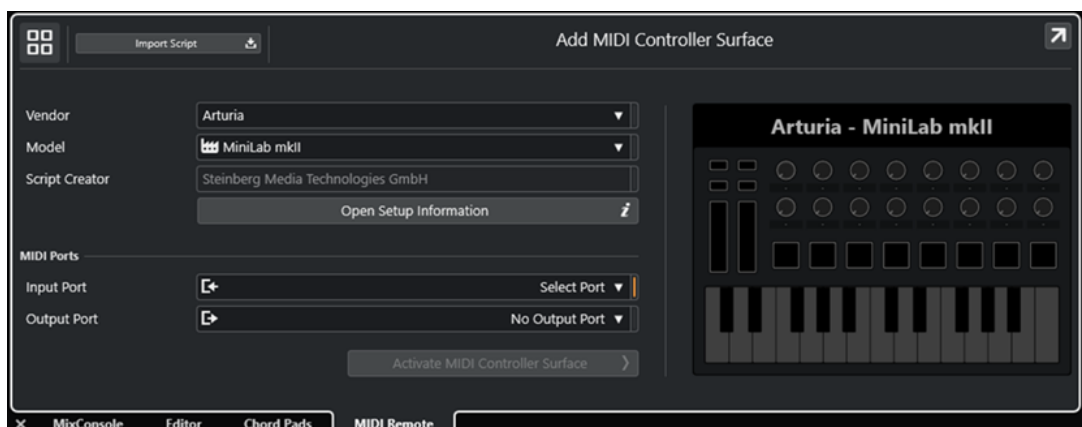 Import Script
Add MIDI Controller Surface
Vendor
Arturia
Model
MiniLab mkII
Script Creator
Steinberg Media Technologies GmbH
Open Setup Information
i
MIDI Ports
Input Port
Select Port
Output Port
No Output Port
Activate MIDI Controller Surface
Arturia - MiniLab mkII
MixConsole
Editor
Chord Pads
MIDI Remote